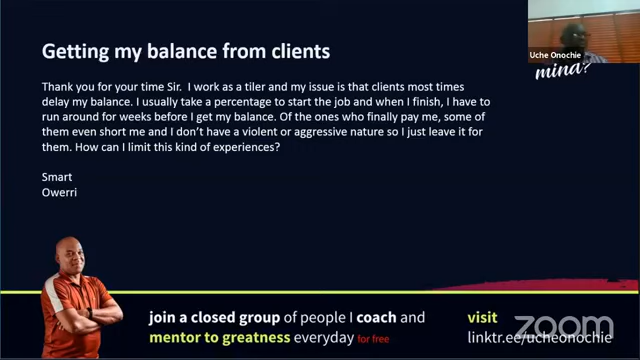 Getting my balance from clients
Uche Onochie
mind?
Thank you for your time Sir.  I work as a tiler and my issue is that clients most times
delay my balance. I usually take a percentage to start the job and when I finish, I have to
run around for weeks before I get my balance. Of the ones who finally pay me, some of
them even short me and I don't have a violent or aggressive nature so I just leave it for
them. How can I limit this kind of experiences?
Smart
Owerri
join a closed group of people I coach and
mentor to greatness everyday for free
visit
linktr.ee/ucheonochie
zoom